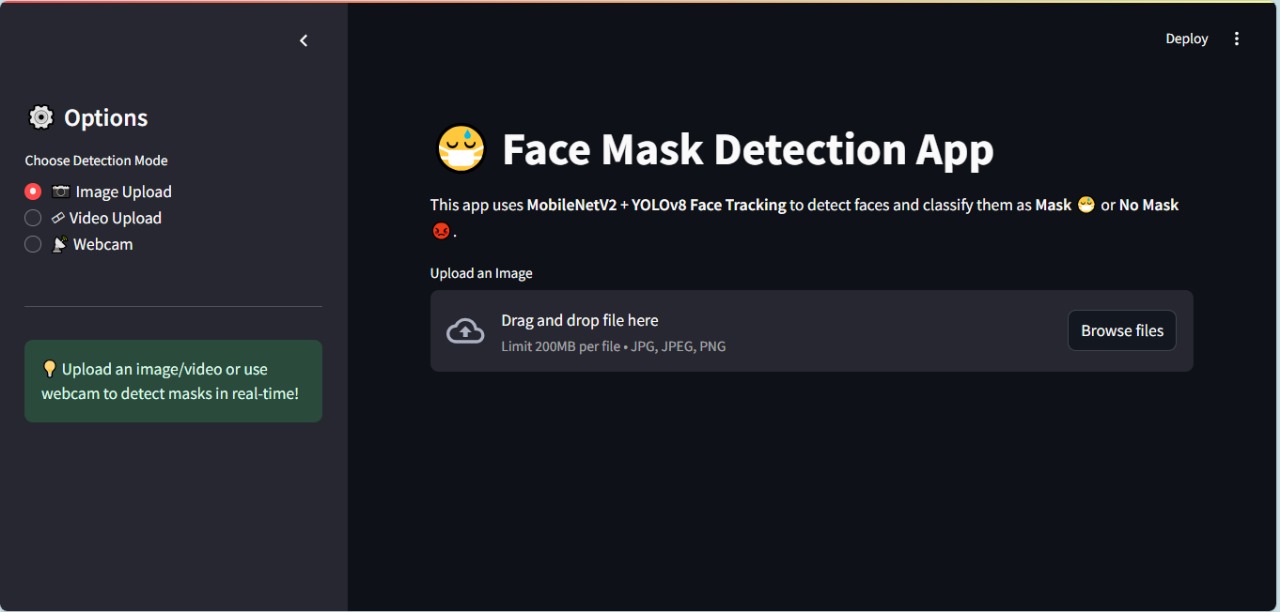 Options
Choose Detection Mode
Image Upload
Video Upload
Webcam
Upload an image/video or use
webcam to detect masks in real-time!
Deploy
Face Mask Detection App
This app uses MobileNetV2 + YOLOv8 Face Tracking to detect faces and classify them as Mask 😷 or No Mask
😡 .
Upload an Image
Drag and drop file here
Limit 200MB per file • JPG, JPEG, PNG
Browse files